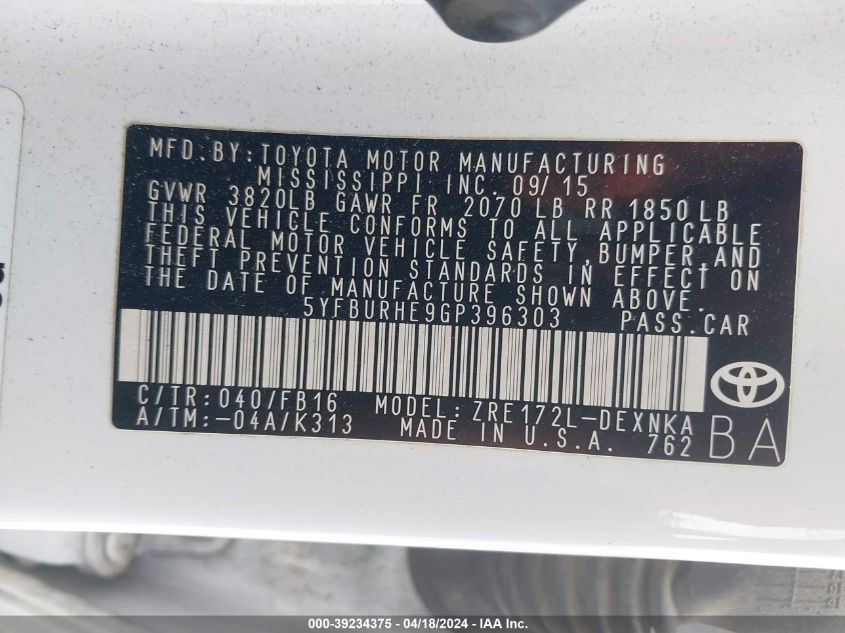 MFD.BY:TOYOTA MOTOR MANUFACTURING
MISSISSIPPI INC. 09/15
GVWR 3820LB GAWR FR 2070 LB RR 1850 LB
THIS VEHICLE CONFORMS TO ALL APPLICABLE
FEDERAL MOTOR VEHICLE SAFETY, BUMPER, AND
THEFT PREVENTION STANDARDS IN EFFECT ON
THE DATE OF MANUFACTURE SHOWN ABOVE.
5YFBURHE9GP396303 PASS.CAR
C/TR: 040/FB16 MODEL: ZRE172L-DEXNKA
A/TM:-04A/K313 MADE IN U.S.A. 762 BA
000-39234375 - 04/18/2024 - IAA Inc.